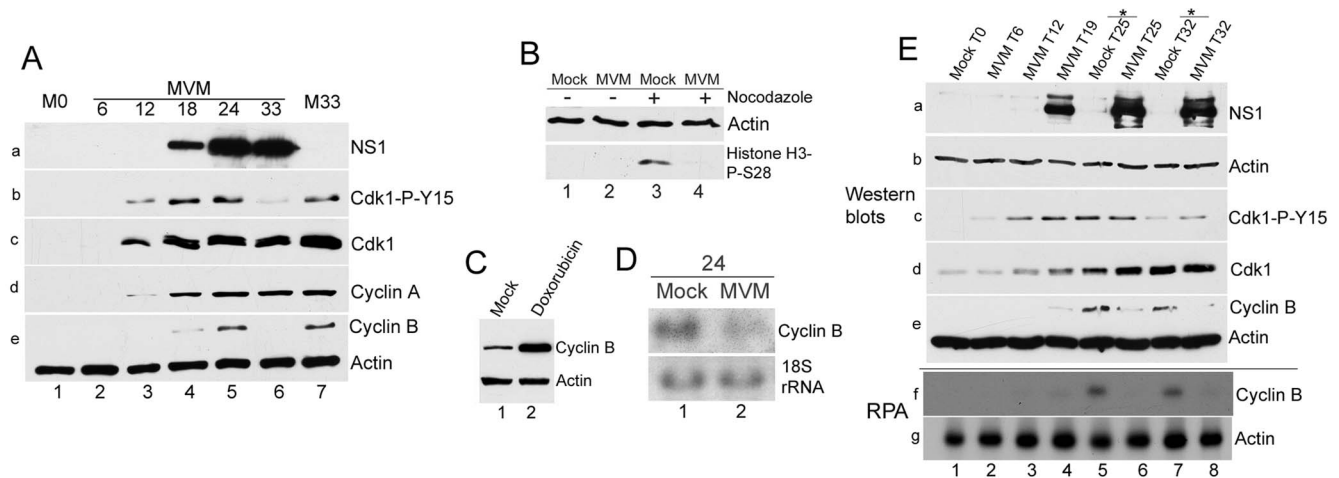 A
MVM
M0 6 12 18 24 33 M33
a NS1
b Cdk1-P-Y15
c Cdk1
d Cyclin A
e Cyclin B
Actin
1 2 3 4 5 6 7
B
Mock MVM Mock MVM
- - + + Nocodazole
Actin
Histone H3-
P-S28
1 2 3 4
C
Mock Doxorubicin
Cyclin B
Actin
1 2
D
24
Mock MVM
Cyclin B
18S
rRNA
1 2
E
* *
Mock T0 MVM T6 MVM T12 MVM T19 Mock T25 MVM T25 Mock T32 MVM T32
a NS1
b Actin
Western
blots
c Cdk1-P-Y15
d Cdk1
e Cyclin B
Actin
RPA
f Cyclin B
g Actin
1 2 3 4 5 6 7 8